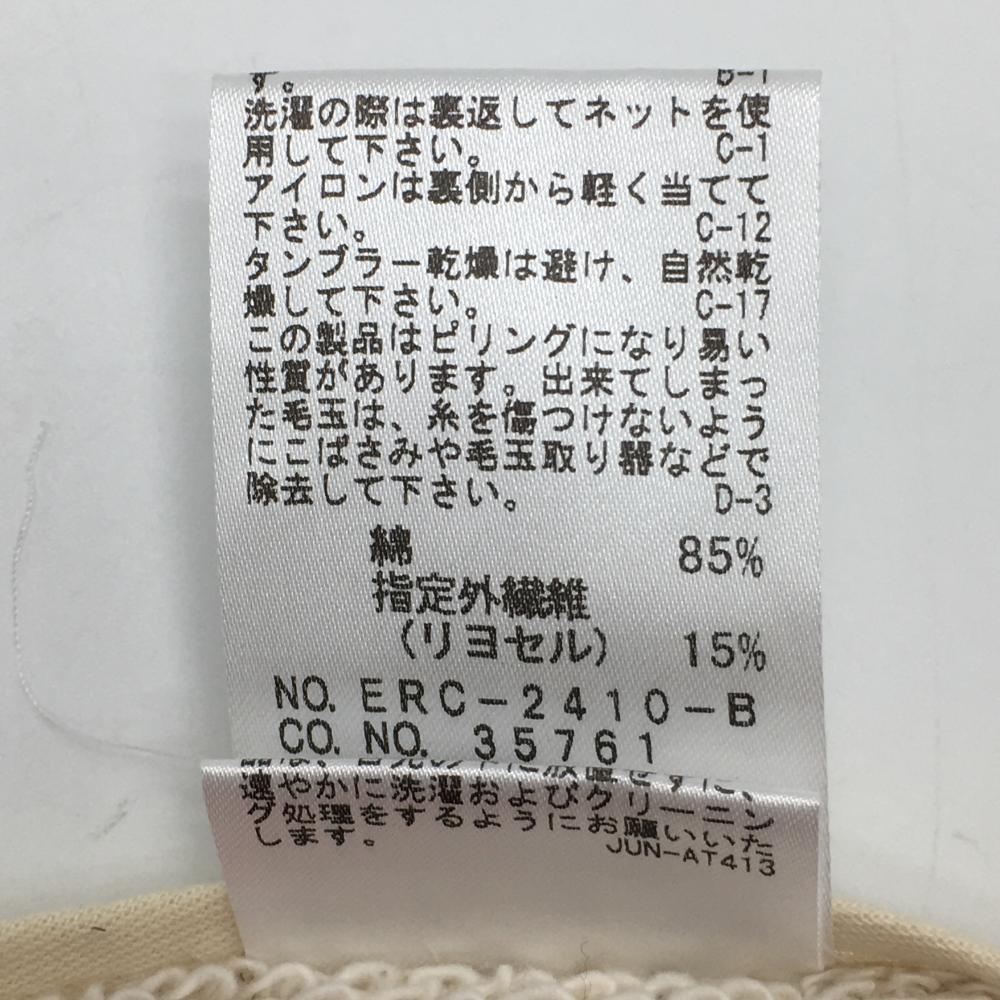 す。
B-1
洗濯の際は裏返してネットを使
用して下さい。 C-1
アイロンは裏側から軽く当てて
下さい。 C-12
タンブラー乾燥は避け、自然乾
燥して下さい。 C-17
この製品はピリングになり易い
性質があります。出来てしまっ
た毛玉は、糸を傷つけないよう
にこばさみや毛玉取り器などで
除去して下さい。 D-3
綿 85%
指定外繊維
(リヨセル) 15%
NO. ERC-2410-B
CO. NO. 35761
速やかに洗濯およびクリーニン
グ処理をするようにお願いいた
します。
JUN-AT413